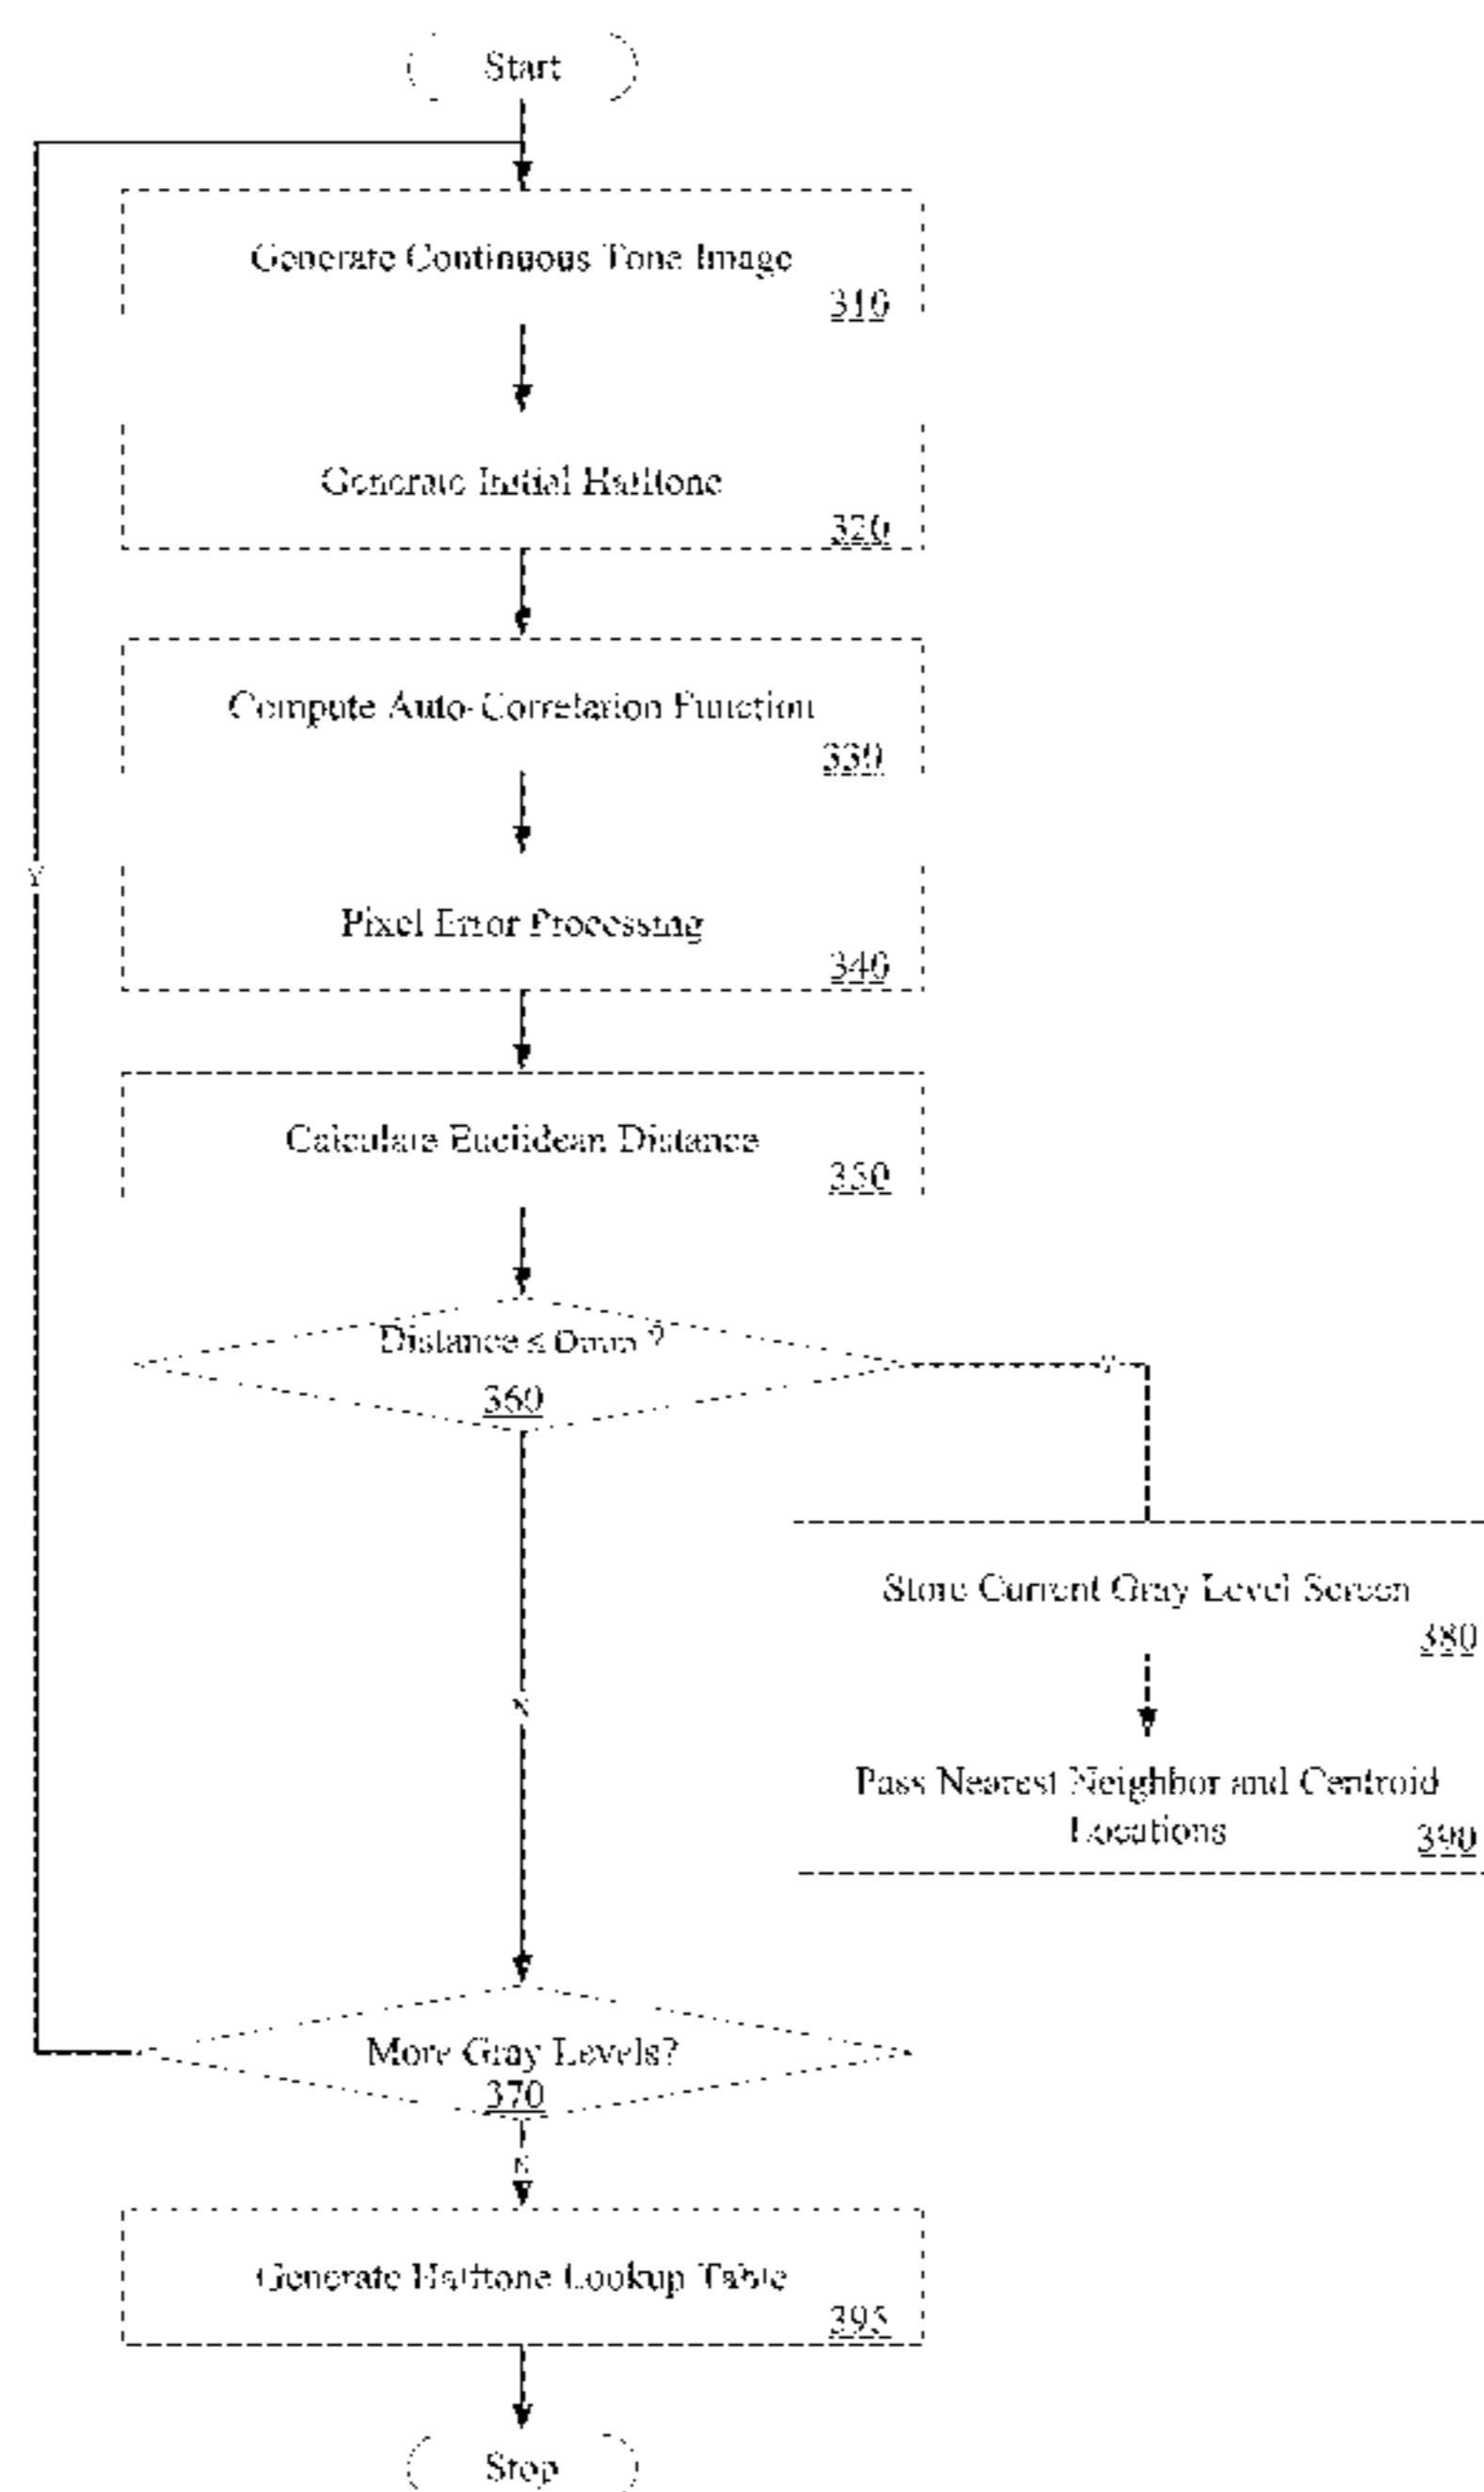 Start
Generate Continuous Tone Image
310
Generate Initial Halftone
320
Compute Auto-Correlation Function
330
Pixel Error Processing
340
Calculate Euclidean Distance
350
Distance ≤ Dmin ?
360
Y
N
Store Current Gray Level Screen
380
Pass Nearest Neighbor and Centroid
Locations
390
Y
More Gray Levels?
370
N
Generate Halftone Lookup Table
395
Stop